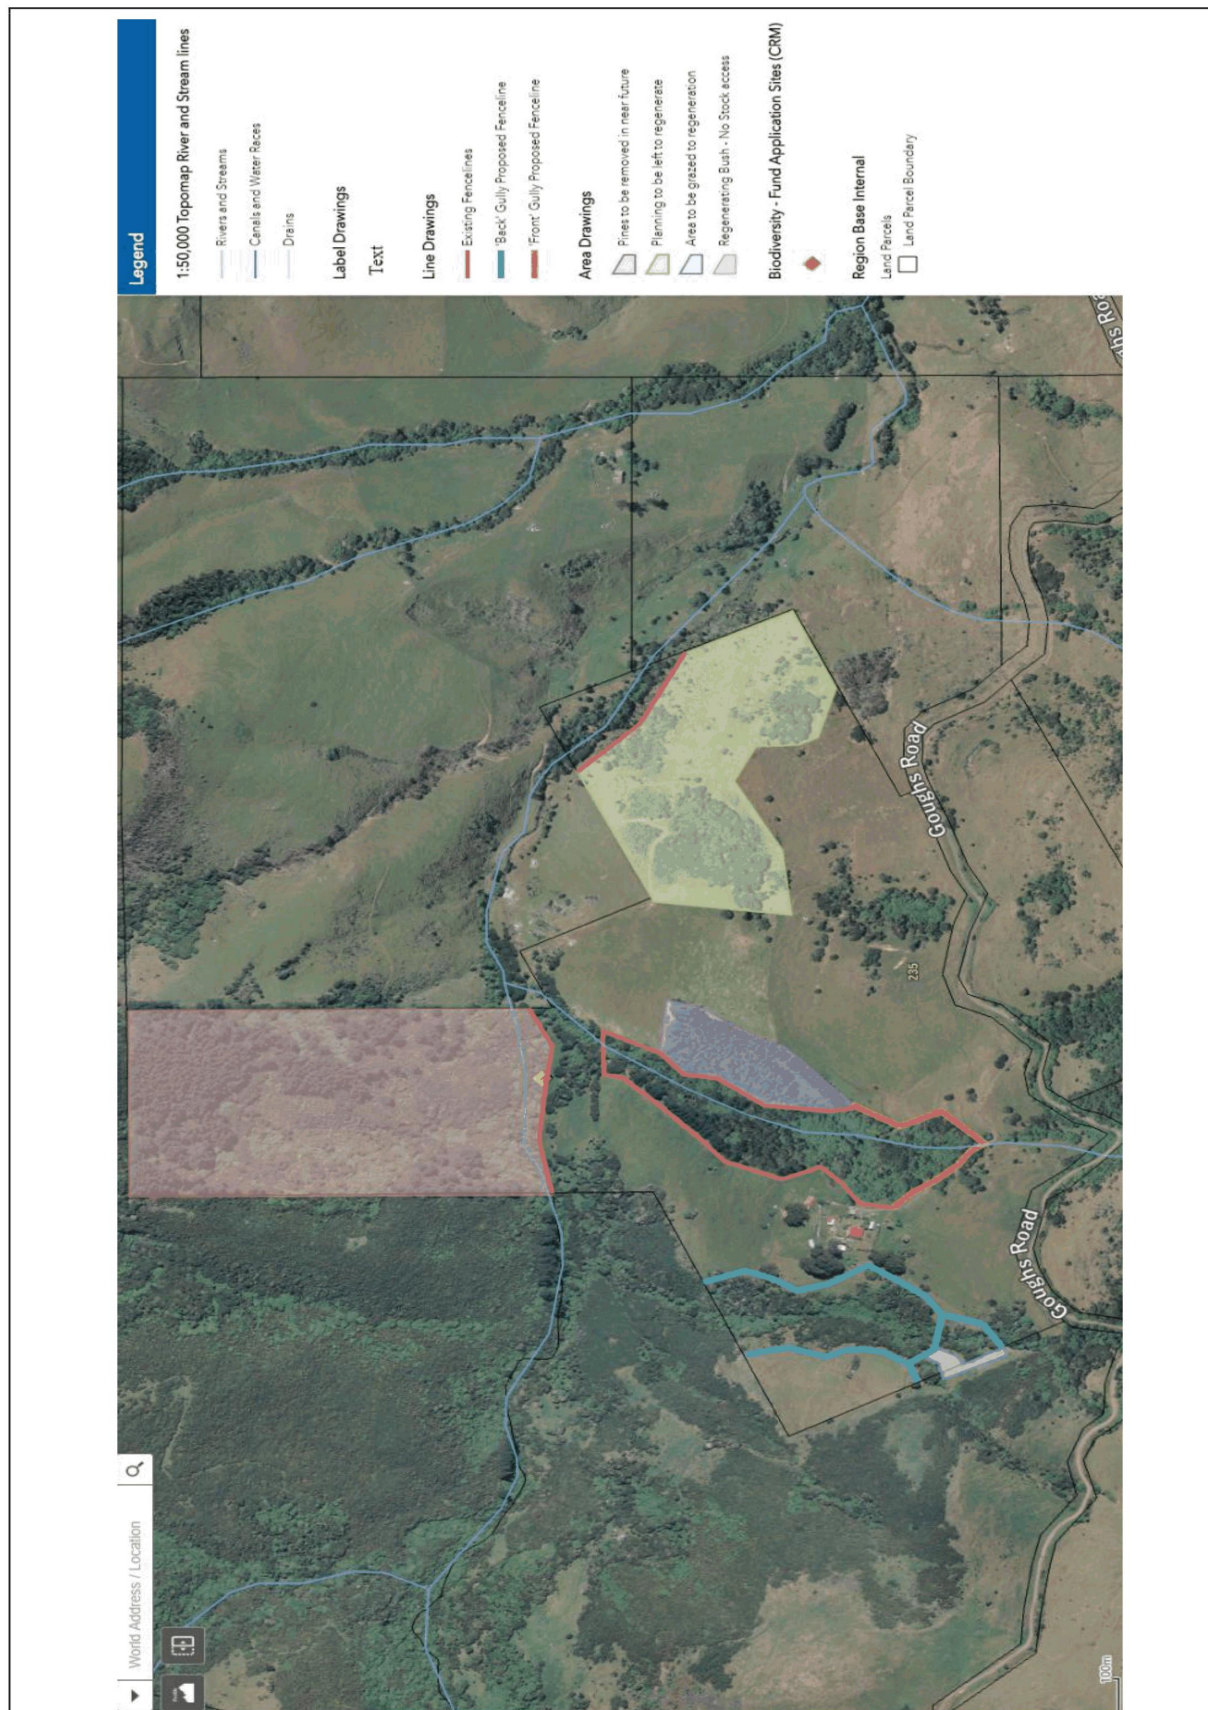 Legend
1:50,000 Topomap River and Stream lines
Rivers and Streams
Canals and Water Races
Drains
Label Drawings
Text
Line Drawings
Existing Fencelines
'Back' Gully Proposed Fenceline
'Front' Gully Proposed Fenceline
Area Drawings
Pines to be removed in near future
Planning to be left to regenerate
Area to be grazed to regeneration
Regenerating Bush - No Stock access
Biodiversity - Fund Application Sites (CRM)
Region Base Internal
Land Parcels
Land Parcel Boundary
World Address / Location
Goughs Road
235
Goughs Road
ghs Roa
100m